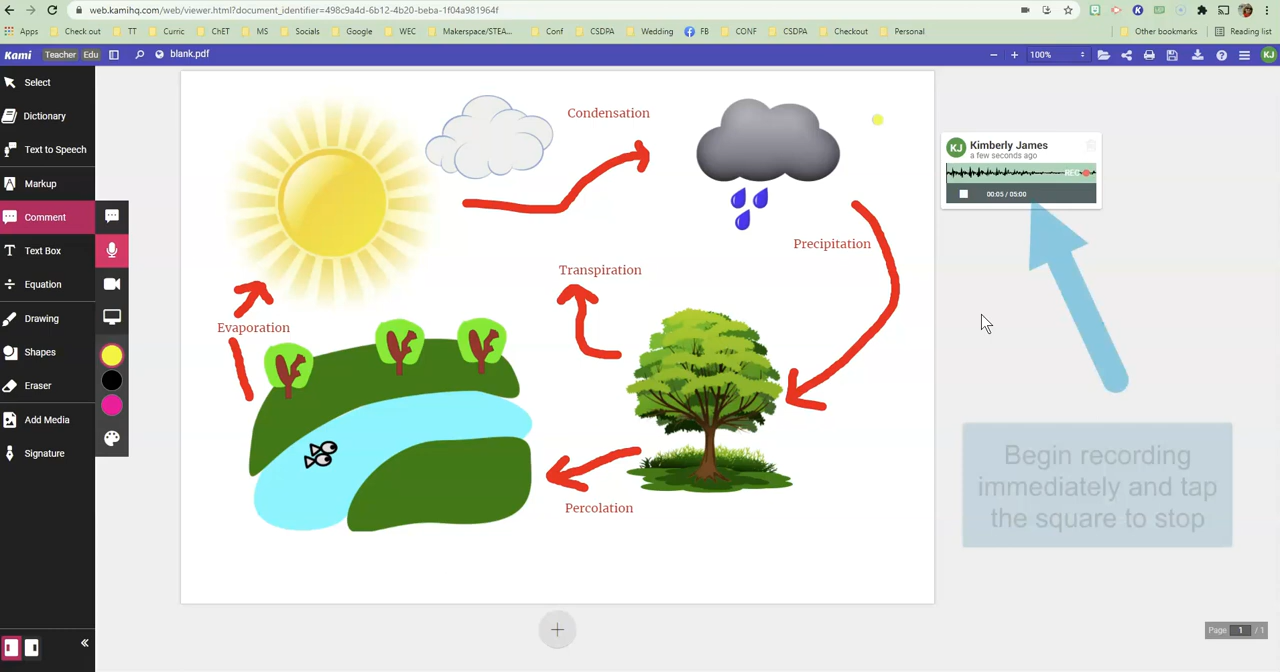 web.kamihq.com/web/viewer.html?document_identifier=498c9a4d-6b12-4b20-beba-1f04a981964f
Apps Check out TT Curric ChET MS Socials Google WEC Makerspace/STEA... Conf CSDPA Wedding FB CONF CSDPA Checkout Personal Other bookmarks Reading list
Kami Teacher Edu blank.pdf 100% KJ
Select
Dictionary
Text to Speech
Markup
Comment
Text Box
Equation
Drawing
Shapes
Eraser
Add Media
Signature
Condensation
Precipitation
Transpiration
Evaporation
Percolation
KJ Kimberly James
a few seconds ago
REC
00:05 / 05:00
Begin recording
immediately and tap
the square to stop
Page 1 / 1